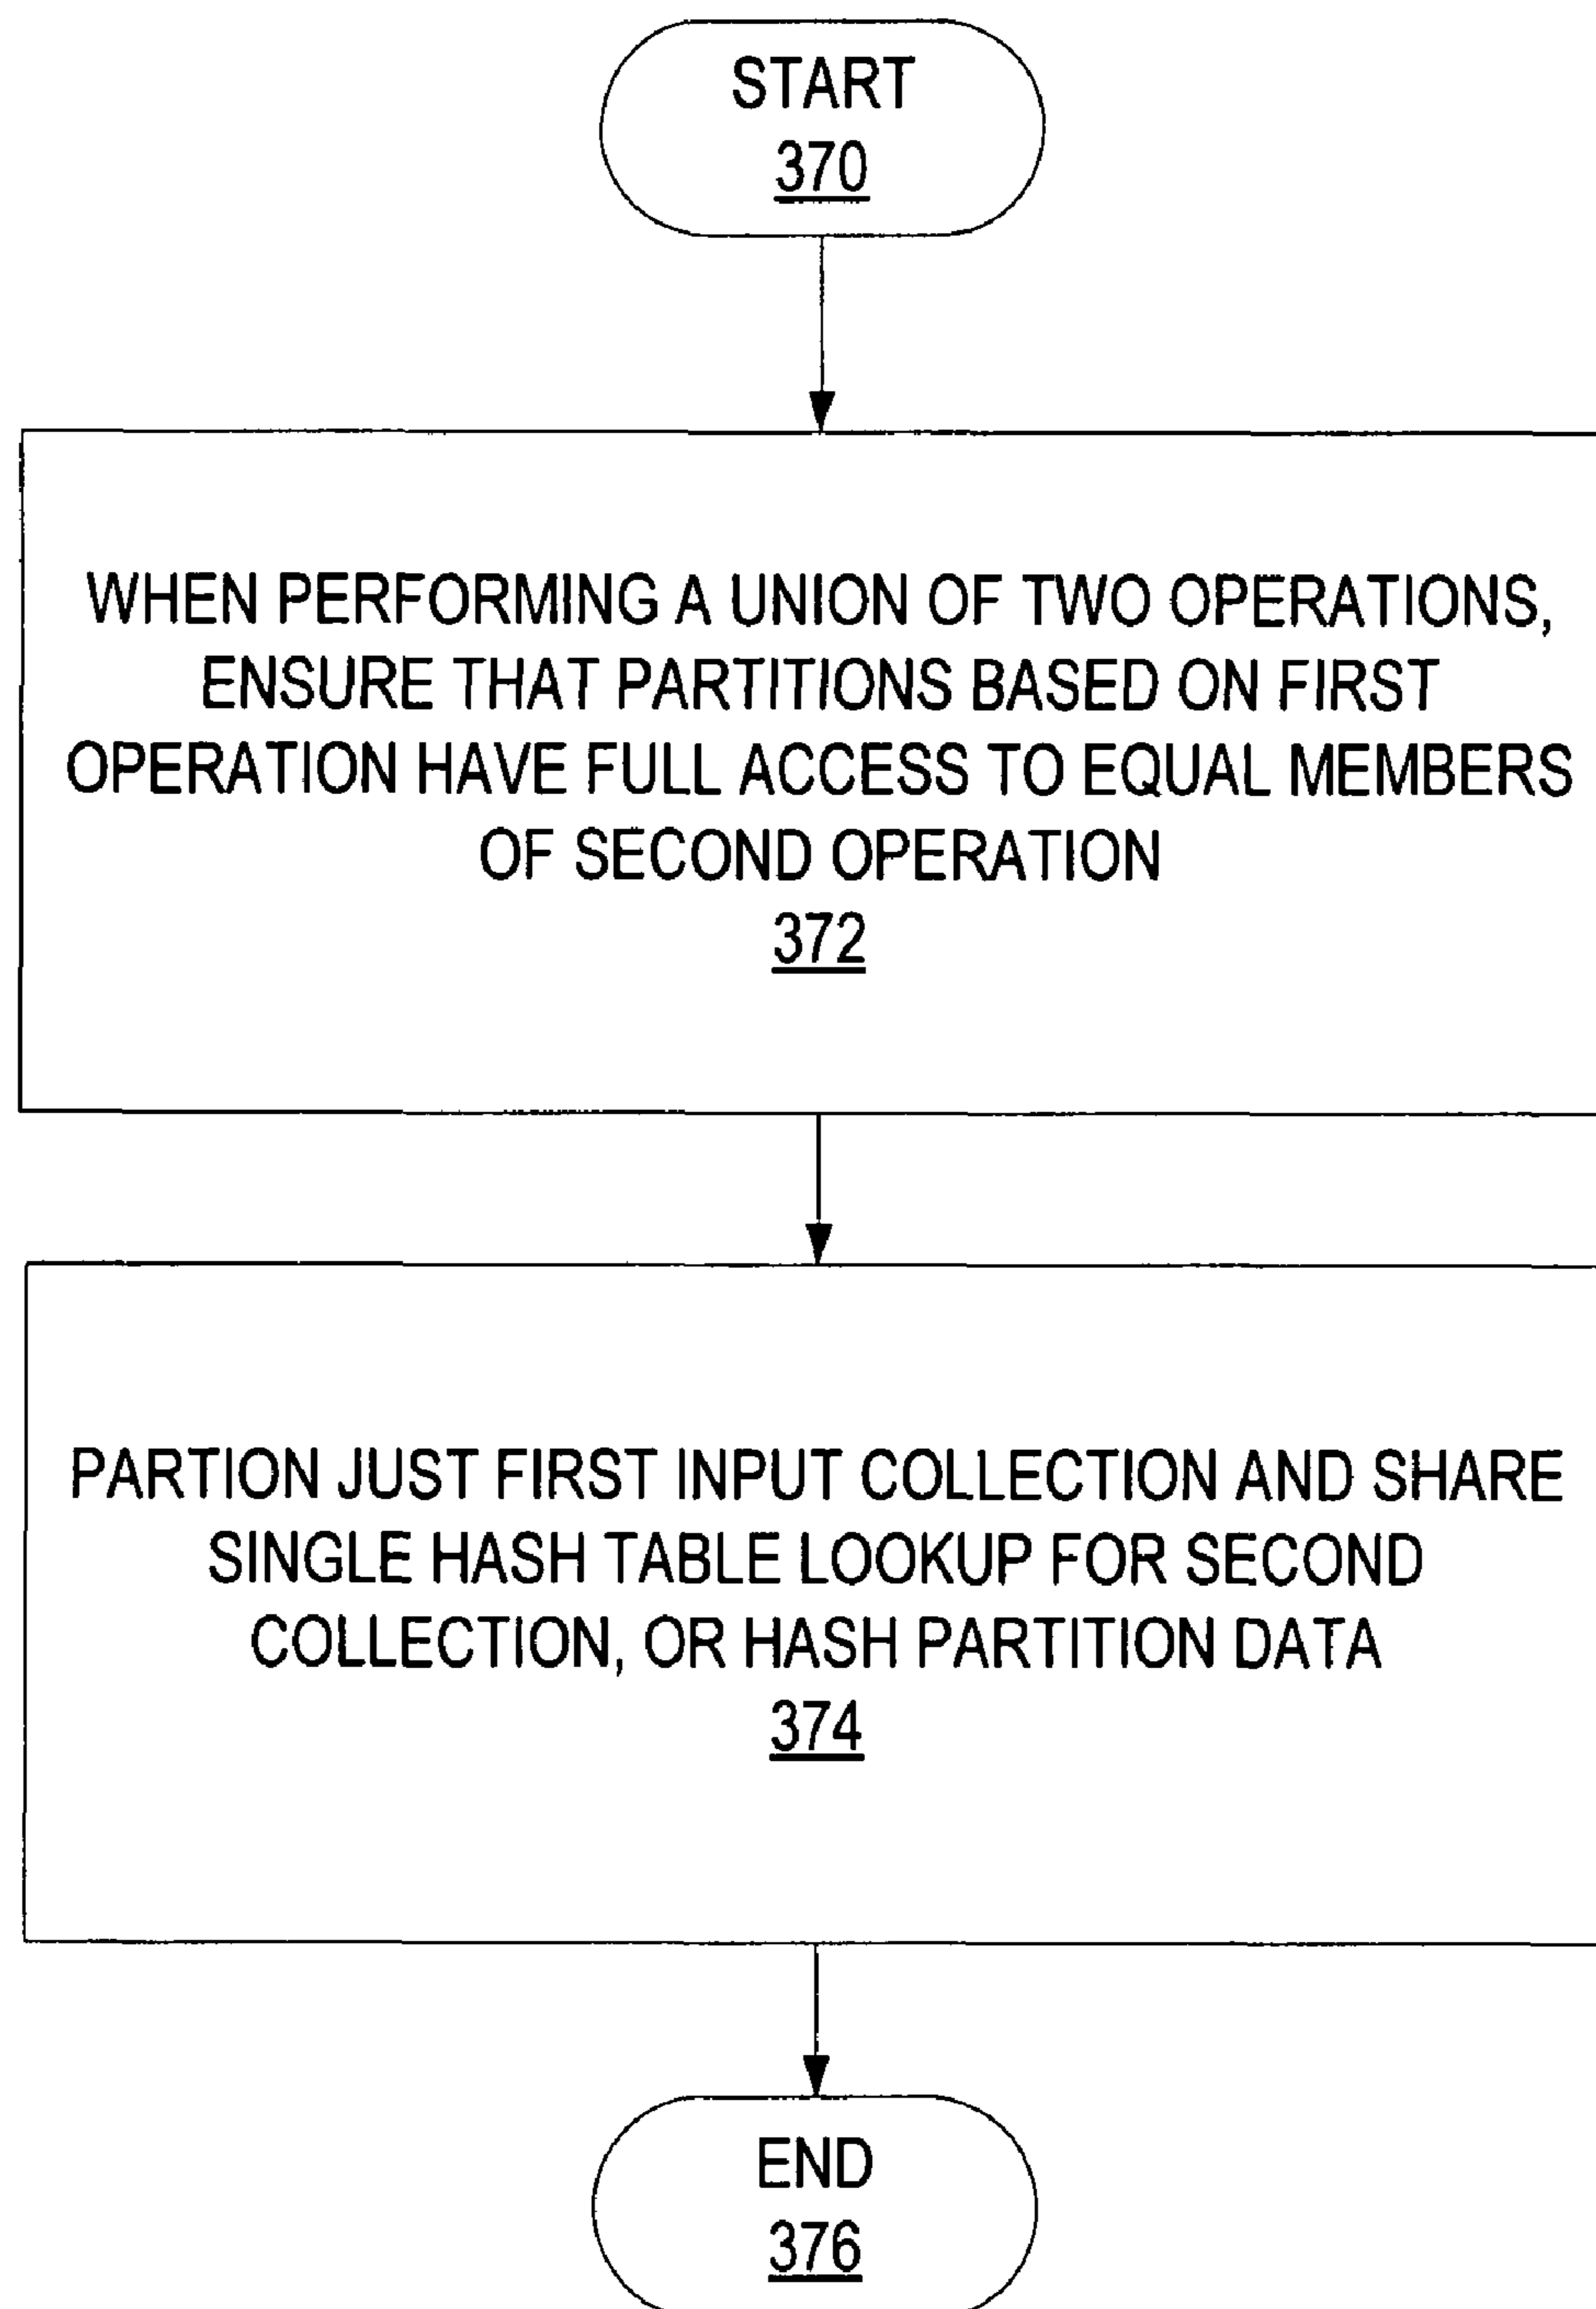 START
370
WHEN PERFORMING A UNION OF TWO OPERATIONS,
ENSURE THAT PARTITIONS BASED ON FIRST
OPERATION HAVE FULL ACCESS TO EQUAL MEMBERS
OF SECOND OPERATION
372
PARTION JUST FIRST INPUT COLLECTION AND SHARE
SINGLE HASH TABLE LOOKUP FOR SECOND
COLLECTION, OR HASH PARTITION DATA
374
END
376